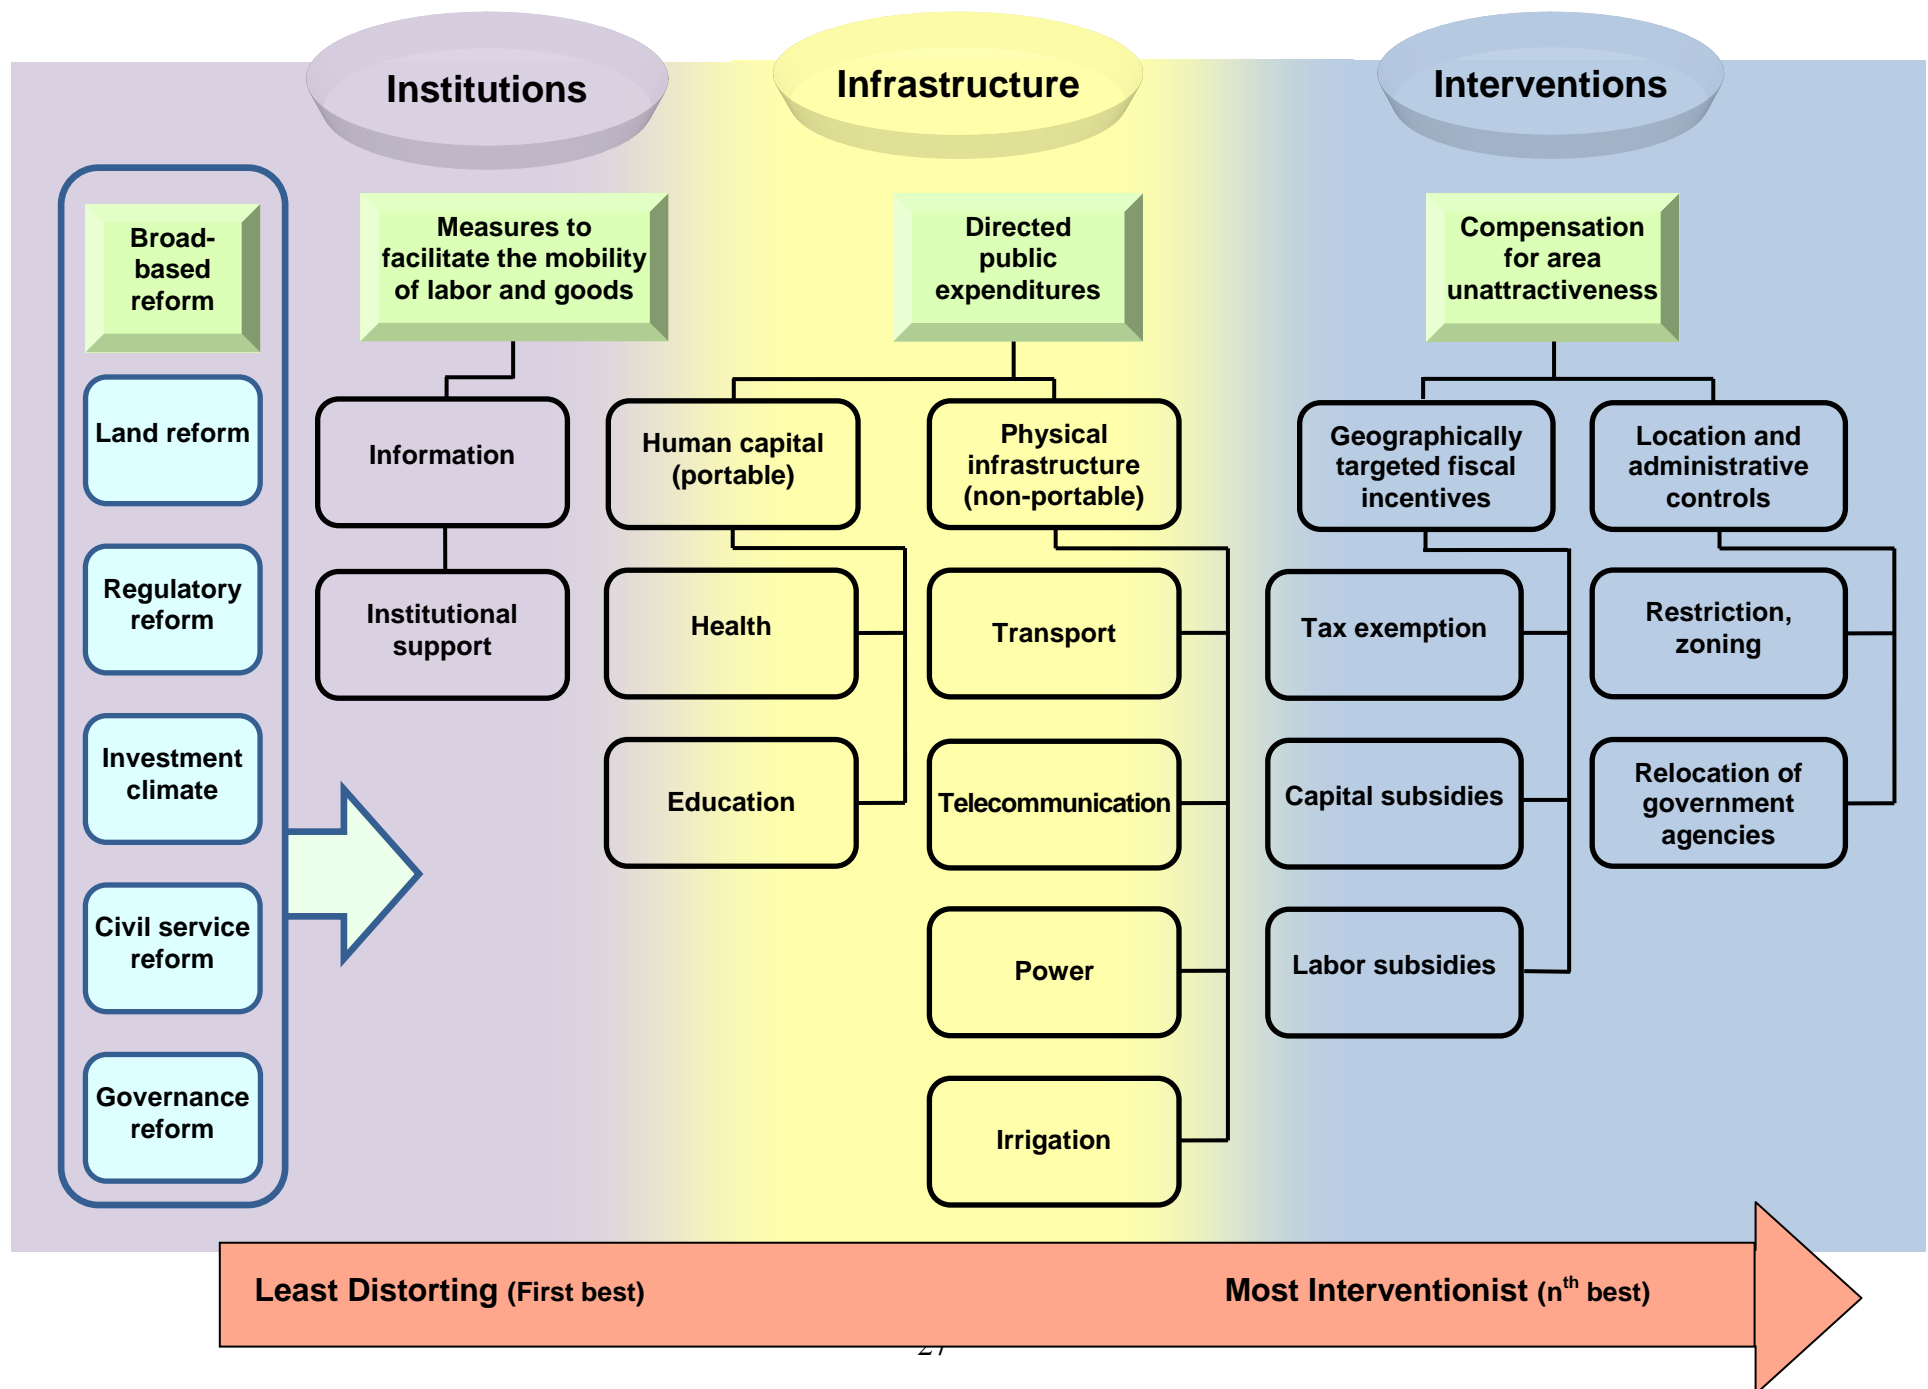 Institutions
Infrastructure
Interventions
Broad-
based
reform
Land reform
Regulatory
reform
Investment
climate
Civil service
reform
Governance
reform
Measures to
facilitate the mobility
of labor and goods
Information
Institutional
support
Directed
public
expenditures
Human capital
(portable)
Health
Education
Physical
infrastructure
(non-portable)
Transport
Telecommunication
Power
Irrigation
Compensation
for area
unattractiveness
Geographically
targeted fiscal
incentives
Tax exemption
Capital subsidies
Labor subsidies
Location and
administrative
controls
Restriction,
zoning
Relocation of
government
agencies
Least Distorting (First best)
Most Interventionist (nth best)